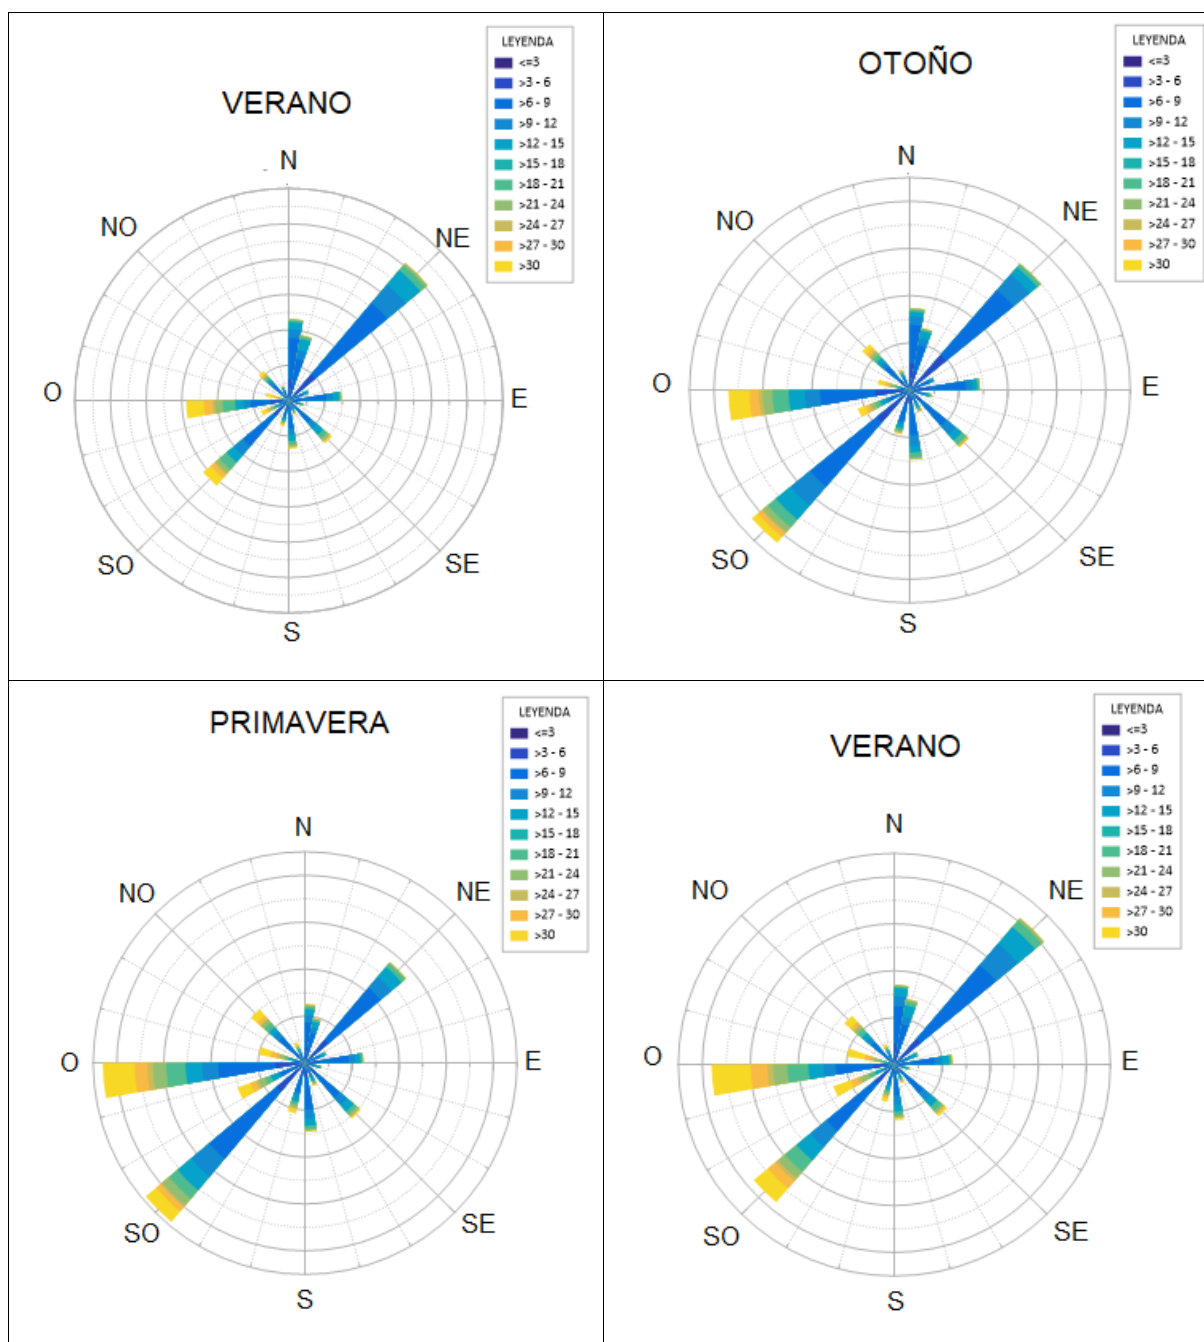 VERANO
LEYENDA
<=3
>3 - 6
>6 - 9
>9 - 12
>12 - 15
>15 - 18
>18 - 21
>21 - 24
>24 - 27
>27 - 30
>30
N
NO
NE
O
E
SO
SE
S
OTOÑO
LEYENDA
<=3
>3 - 6
>6 - 9
>9 - 12
>12 - 15
>15 - 18
>18 - 21
>21 - 24
>24 - 27
>27 - 30
>30
N
NO
NE
O
E
SO
SE
S
PRIMAVERA
LEYENDA
<=3
>3 - 6
>6 - 9
>9 - 12
>12 - 15
>15 - 18
>18 - 21
>21 - 24
>24 - 27
>27 - 30
>30
N
NO
NE
O
E
SO
SE
S
VERANO
LEYENDA
<=3
>3 - 6
>6 - 9
>9 - 12
>12 - 15
>15 - 18
>18 - 21
>21 - 24
>24 - 27
>27 - 30
>30
N
NO
NE
O
E
SO
SE
S